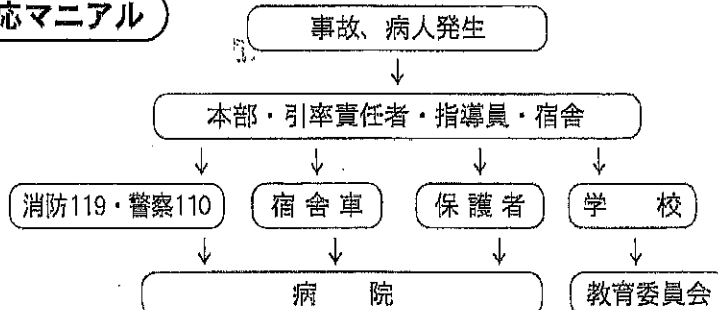 応マニアル
事故、病人発生
本部・引率責任者・指導員・宿舎
消防119・警察110 宿舎車 保護者 学校
病院 教育委員会